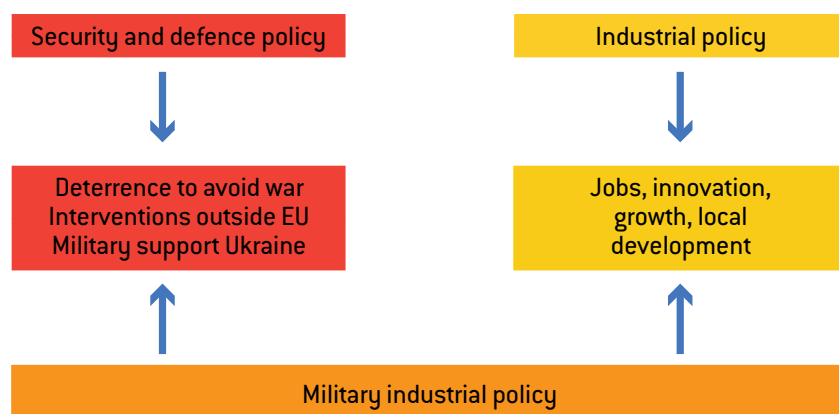 Security and defence policy
Industrial policy
Deterrence to avoid war
Interventions outside EU
Military support Ukraine
Jobs, innovation,
growth, local
development
Military industrial policy